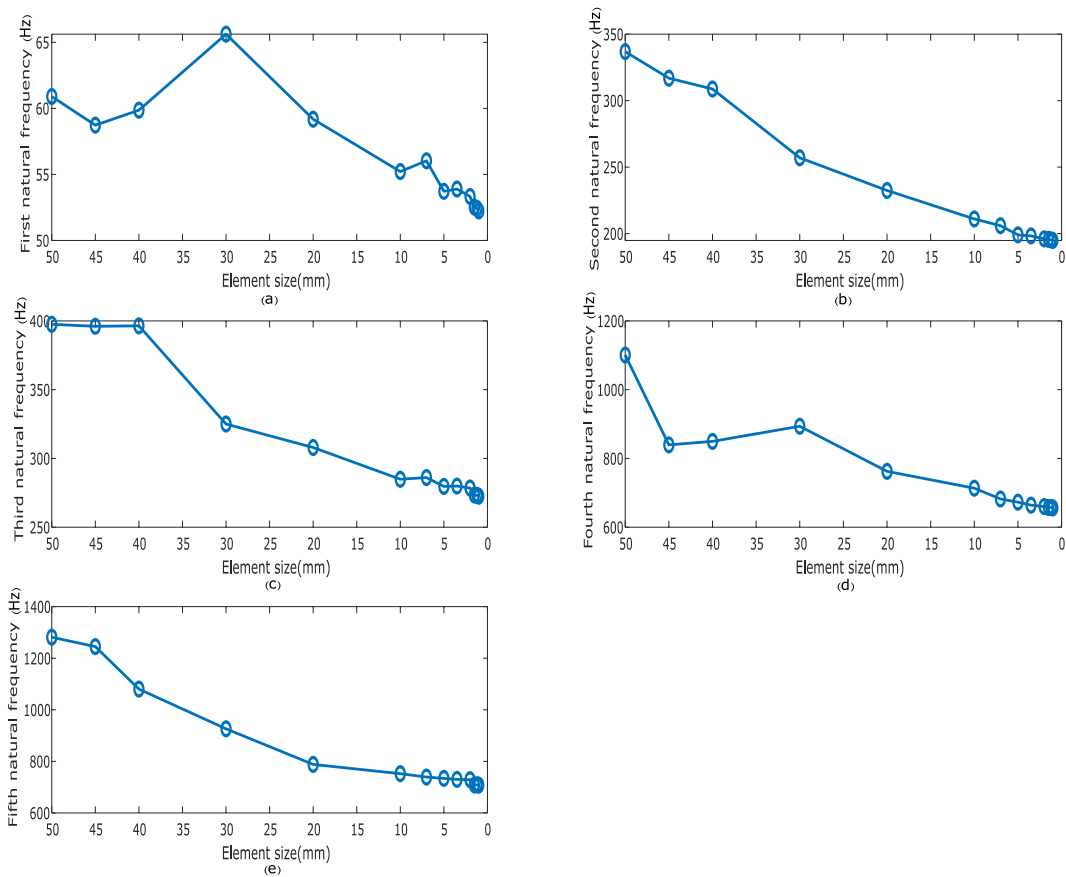 First natural frequency (Hz)
65
60
55
50
50 45 40 35 30 25 20 15 10 5 0
Element size(mm)
(a)
Second natural frequency (Hz)
350
300
250
200
50 45 40 35 30 25 20 15 10 5 0
Element size(mm)
(b)
Third natural frequency (Hz)
400
350
300
250
50 45 40 35 30 25 20 15 10 5 0
Element size(mm)
(c)
Fourth natural frequency (Hz)
1200
1000
800
600
50 45 40 35 30 25 20 15 10 5 0
Element size(mm)
(d)
Fifth natural frequency (Hz)
1400
1200
1000
800
600
50 45 40 35 30 25 20 15 10 5 0
Element size(mm)
(e)